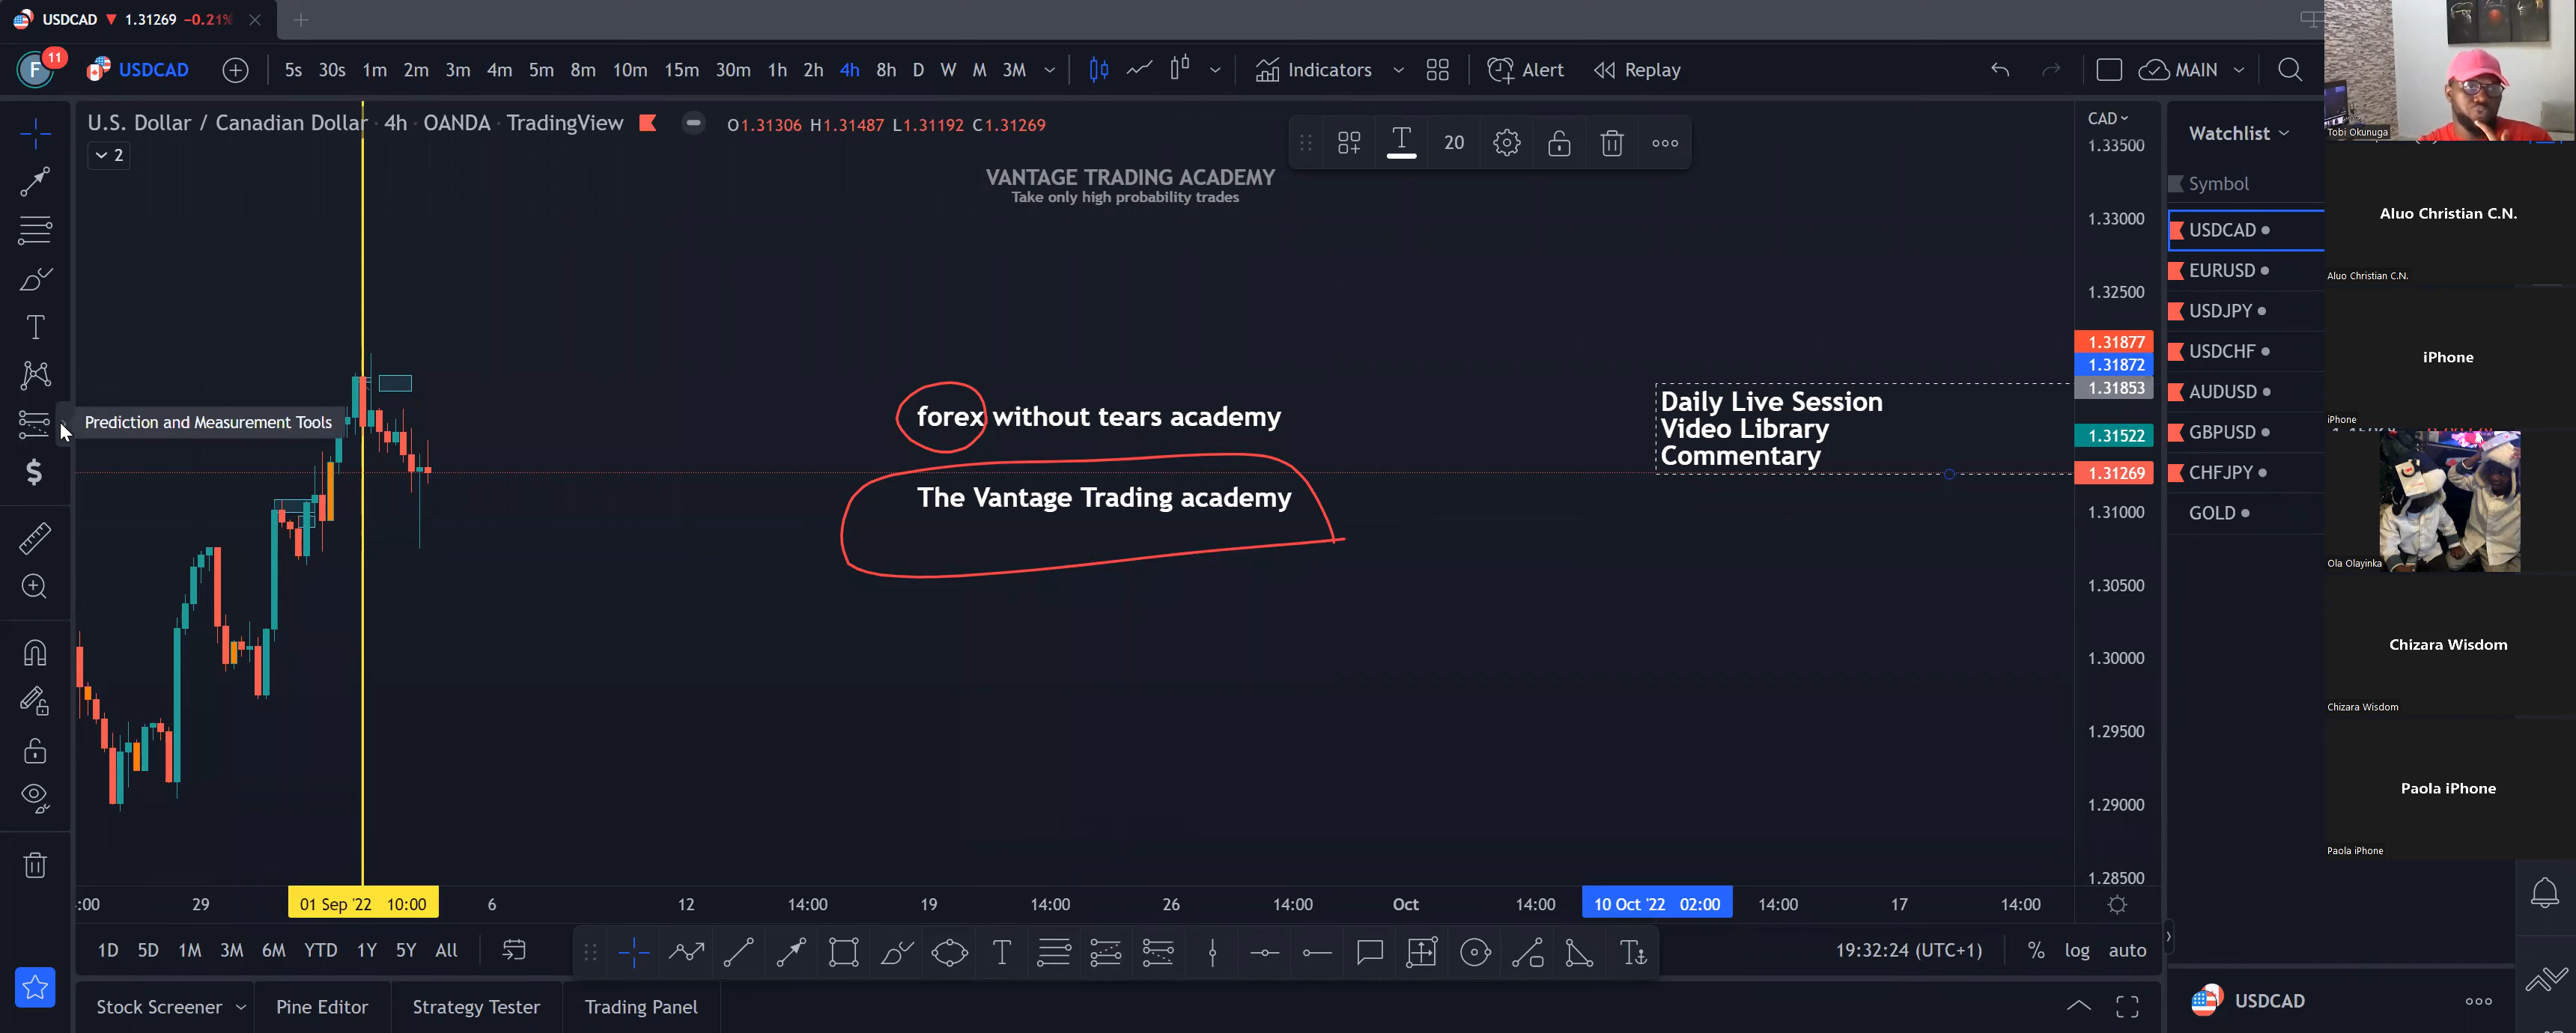 USDCAD ▼ 1.31269 −0.21%
F 11 USDCAD 5s 30s 1m 2m 3m 4m 5m 8m 10m 15m 30m 1h 2h 4h 8h D W M 3M Indicators Alert Replay MAIN
U.S. Dollar / Canadian Dollar · 4h · OANDA · TradingView O1.31306 H1.31487 L1.31192 C1.31269
2
20
VANTAGE TRADING ACADEMY
Take only high probability trades
Prediction and Measurement Tools
forex without tears academy
The Vantage Trading academy
Daily Live Session
Video Library
Commentary
CAD
1.33500
1.33000
1.32500
1.31877
1.31872
1.31853
1.31522
1.31269
1.31000
1.30500
1.30000
1.29500
1.29000
1.28500
:00 29 01 Sep '22 10:00 6 12 14:00 19 14:00 26 14:00 Oct 14:00 10 Oct '22 02:00 14:00 17 14:00
1D 5D 1M 3M 6M YTD 1Y 5Y All
19:32:24 (UTC+1) % log auto
Stock Screener Pine Editor Strategy Tester Trading Panel
Watchlist
Symbol
USDCAD
EURUSD
USDJPY
USDCHF
AUDUSD
GBPUSD
CHFJPY
GOLD
USDCAD
Tobi Okunuga
Aluo Christian C.N.
Aluo Christian C.N.
iPhone
iPhone
Ola Olayinka
Chizara Wisdom
Chizara Wisdom
Paola iPhone
Paola iPhone